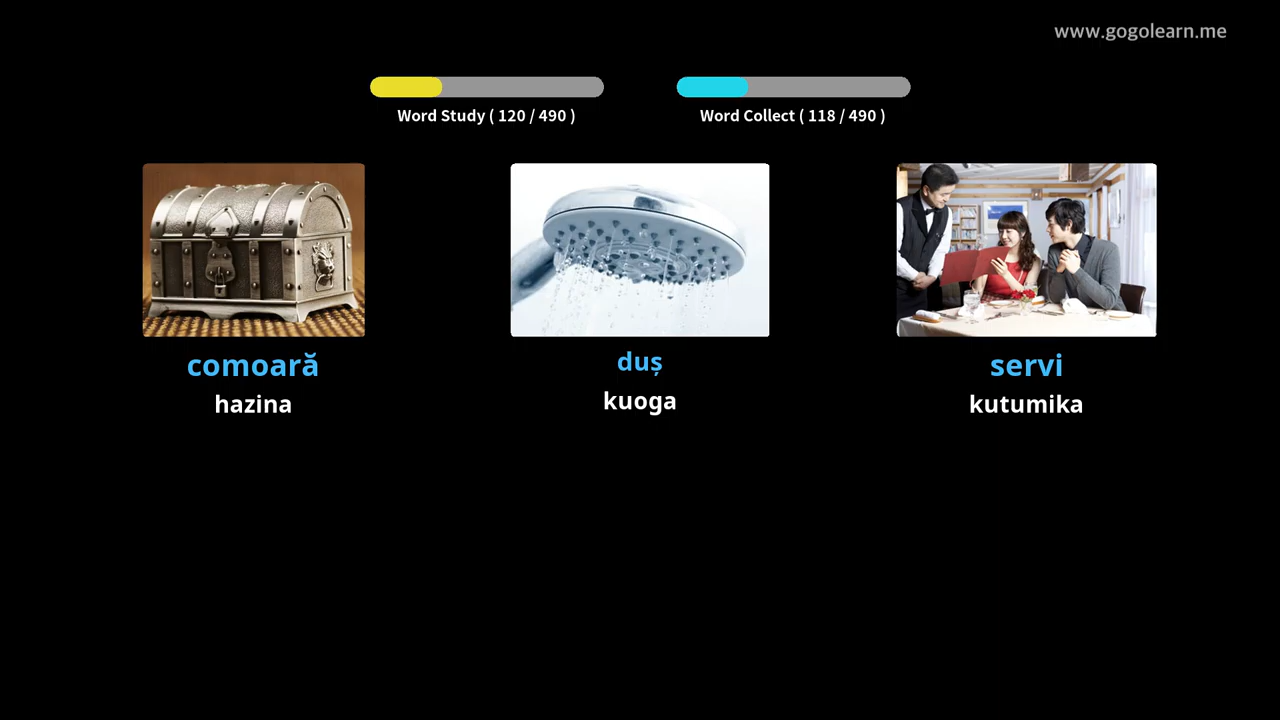 www.gogolearn.me
Word Study ( 120 / 490 )
Word Collect ( 118 / 490 )
comoară
hazina
duș
kuoga
servi
kutumika